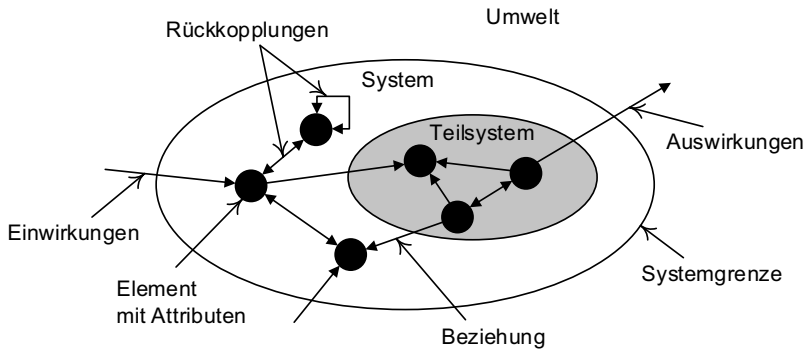 Umwelt
Rückkopplungen
System
Teilsystem
Auswirkungen
Einwirkungen
Systemgrenze
Element
mit Attributen
Beziehung